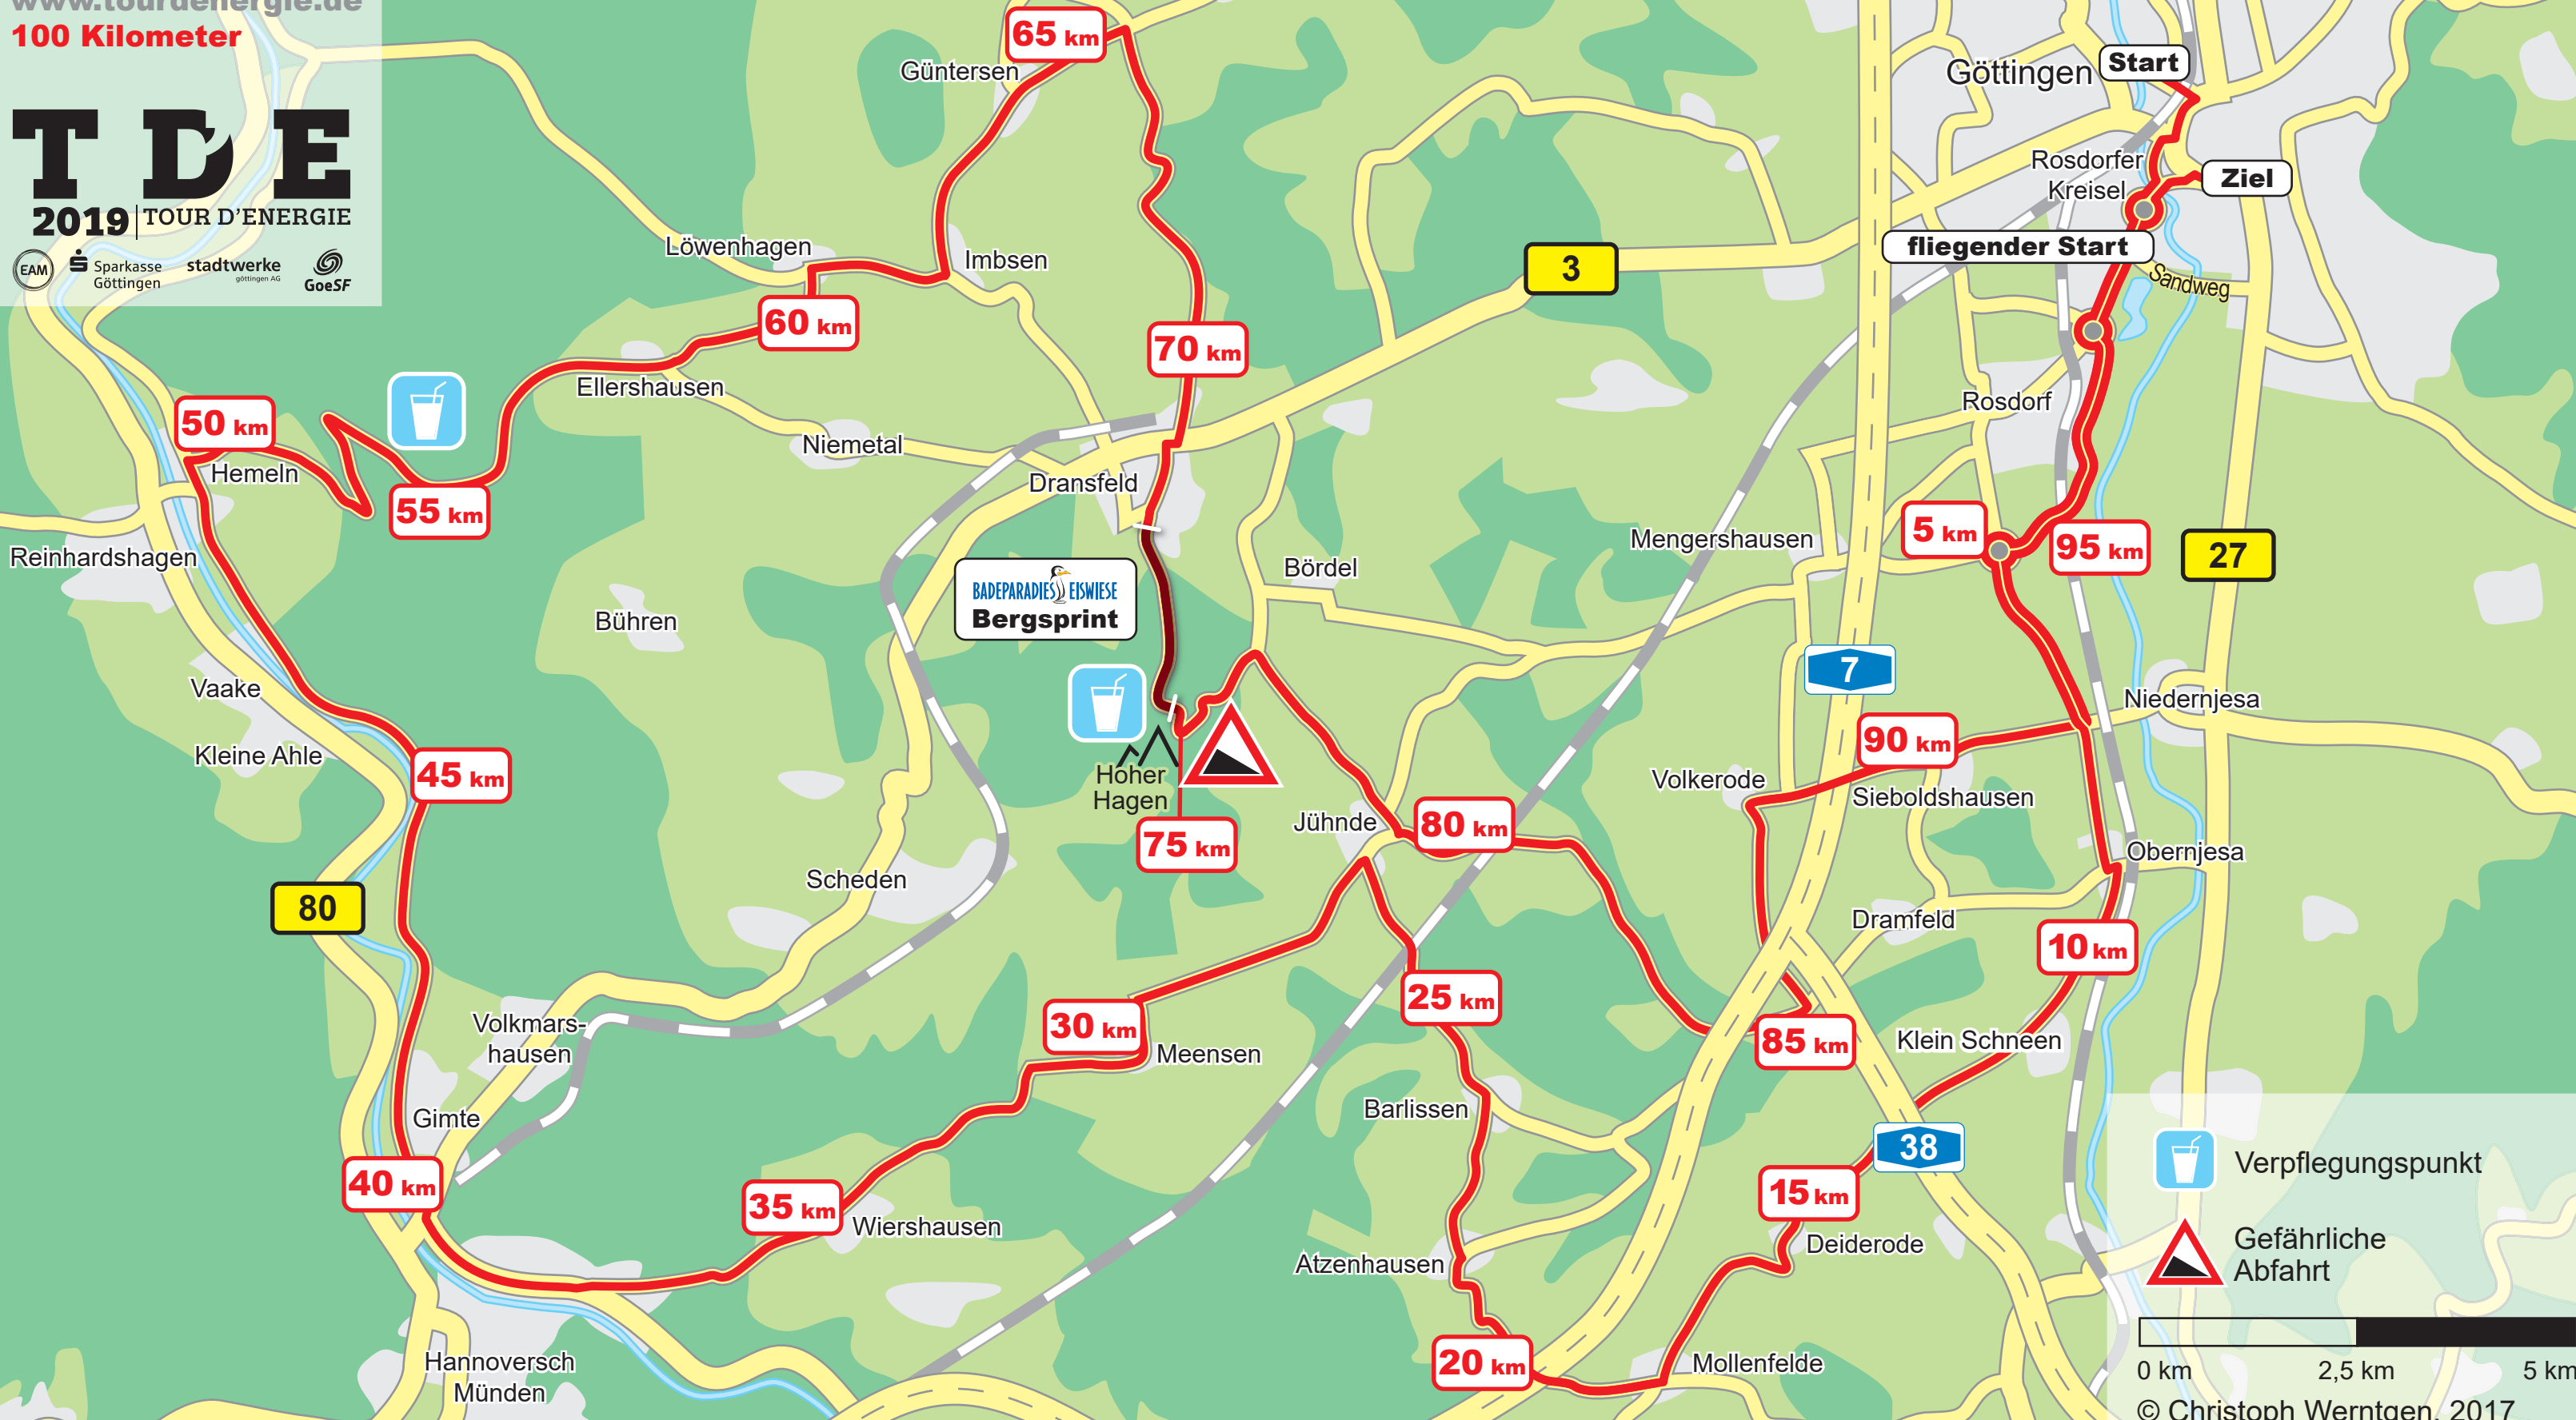 www.tourdenergie.de
100 Kilometer
T D E
2019 | TOUR D'ENERGIE
EAM
Sparkasse
Göttingen
stadtwerke
göttingen AG
GoeSF
65 km
Güntersen
Göttingen
Start
Rosdorfer
Kreisel
Ziel
fliegender Start
Sandweg
Löwenhagen
Imbsen
3
60 km
70 km
Ellershausen
Rosdorf
50 km
Hemeln
Niemetal
Dransfeld
55 km
5 km
95 km
27
Mengershausen
Reinhardshagen
Bördel
BADEPARADIES EISWIESE
Bergsprint
Bühren
7
Vaake
Niedernjesa
Kleine Ahle
45 km
Hoher
Hagen
90 km
Volkerode
Sieboldshausen
Jühnde
80 km
75 km
Obernjesa
Scheden
80
Dramfeld
10 km
25 km
Volkmars-
hausen
30 km
Meensen
85 km
Klein Schneen
Gimte
Barlissen
38
Verpflegungspunkt
40 km
35 km
Wiershausen
15 km
Deiderode
Gefährliche
Abfahrt
Atzenhausen
Hannoversch
Münden
20 km
Mollenfelde
0 km 2,5 km 5 km
© Christoph Werntgen, 2017